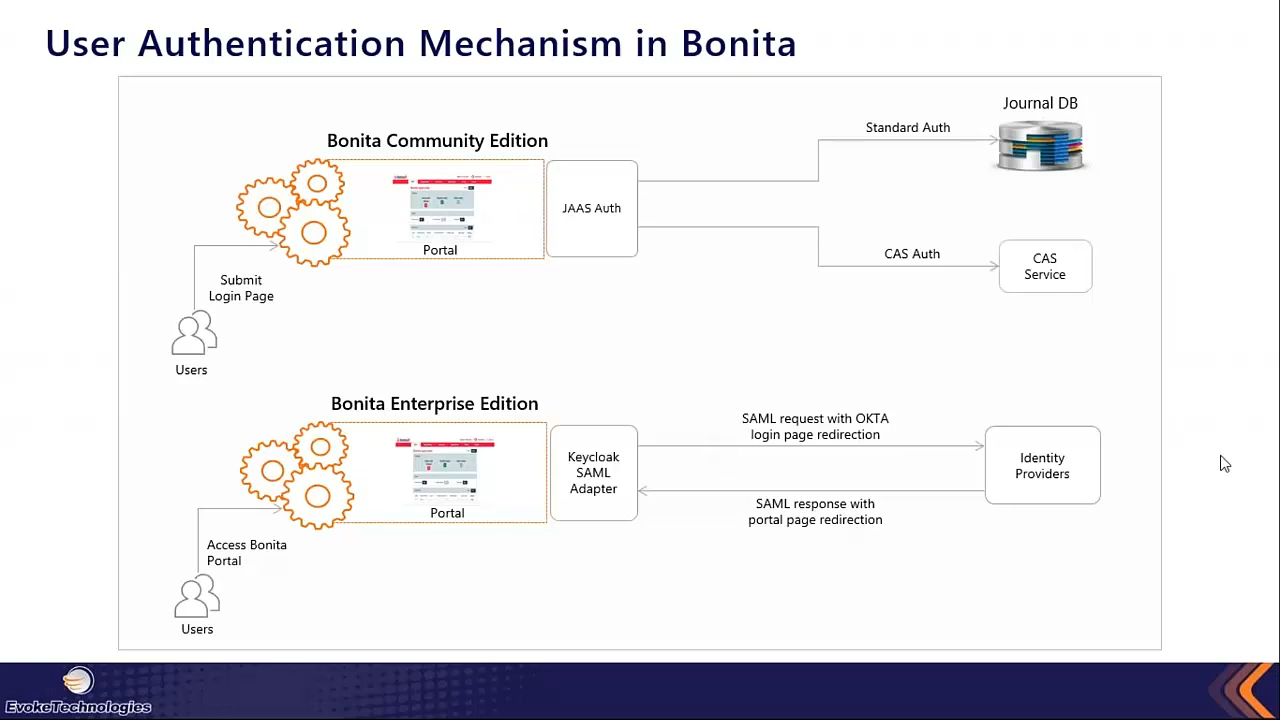 User Authentication Mechanism in Bonita
Journal DB
Standard Auth
Bonita Community Edition
JAAS Auth
Portal
CAS Auth
CAS
Service
Submit
Login Page
Users
Bonita Enterprise Edition
SAML request with OKTA
login page redirection
Keycloak
SAML
Adapter
Identity
Providers
SAML response with
portal page redirection
Portal
Access Bonita
Portal
Users
EvokeTechnologies